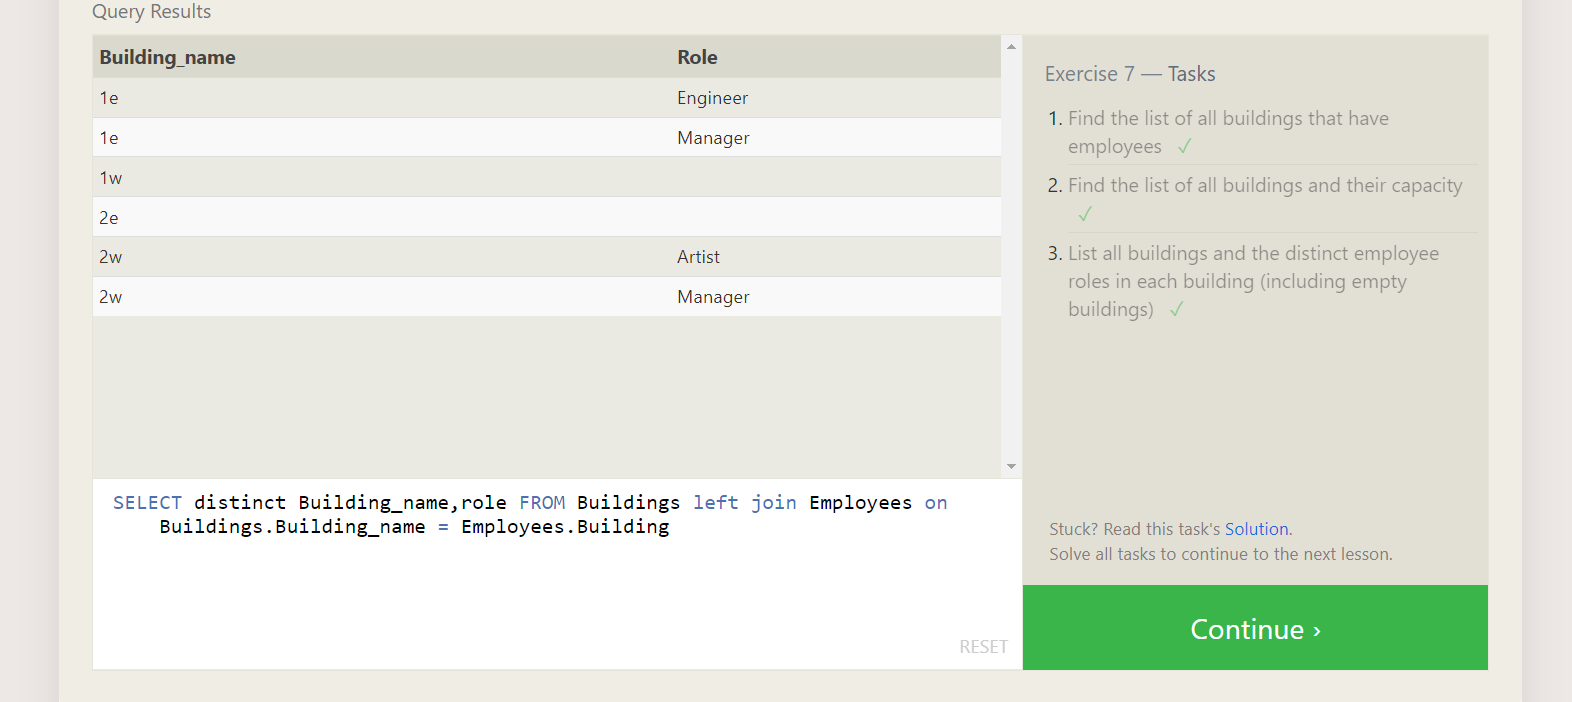 Query Results
Building_name Role
1e Engineer
1e Manager
1w
2e
2w Artist
2w Manager
SELECT distinct Building_name,role FROM Buildings left join Employees on
Buildings.Building_name = Employees.Building
RESET
Exercise 7 — Tasks
1. Find the list of all buildings that have
employees ✓
2. Find the list of all buildings and their capacity
✓
3. List all buildings and the distinct employee
roles in each building (including empty
buildings) ✓
Stuck? Read this task's Solution.
Solve all tasks to continue to the next lesson.
Continue ›